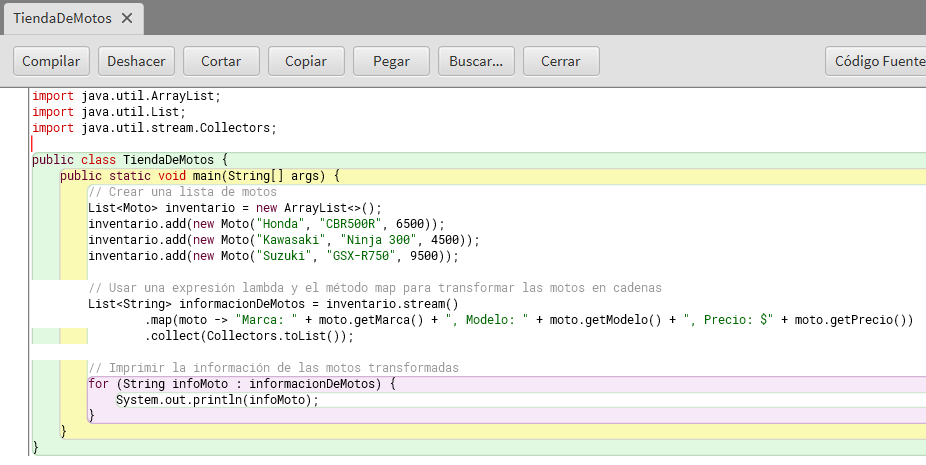 TiendaDeMotos ✕
Compilar Deshacer Cortar Copiar Pegar Buscar... Cerrar Código Fuente
import java.util.ArrayList;
import java.util.List;
import java.util.stream.Collectors;
public class TiendaDeMotos {
public static void main(String[] args) {
// Crear una lista de motos
List<Moto> inventario = new ArrayList<>();
inventario.add(new Moto("Honda", "CBR500R", 6500));
inventario.add(new Moto("Kawasaki", "Ninja 300", 4500));
inventario.add(new Moto("Suzuki", "GSX-R750", 9500));
// Usar una expresión lambda y el método map para transformar las motos en cadenas
List<String> informacionDeMotos = inventario.stream()
.map(moto -> "Marca: " + moto.getMarca() + ", Modelo: " + moto.getModelo() + ", Precio: $" + moto.getPrecio())
.collect(Collectors.toList());
// Imprimir la información de las motos transformadas
for (String infoMoto : informacionDeMotos) {
System.out.println(infoMoto);
}
}
}